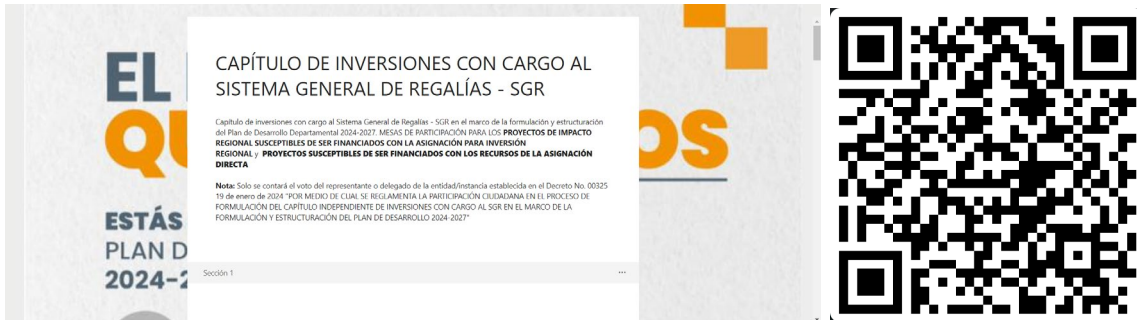 EL
QU
OS
CAPÍTULO DE INVERSIONES CON CARGO AL
SISTEMA GENERAL DE REGALÍAS - SGR
Capítulo de inversiones con cargo al Sistema General de Regalías - SGR en el marco de la formulación y estructuración
del Plan de Desarrollo Departamental 2024-2027. MESAS DE PARTICIPACIÓN PARA LOS PROYECTOS DE IMPACTO
REGIONAL SUSCEPTIBLES DE SER FINANCIADOS CON LA ASIGNACIÓN PARA INVERSIÓN
REGIONAL y PROYECTOS SUSCEPTIBLES DE SER FINANCIADOS CON LOS RECURSOS DE LA ASIGNACIÓN
DIRECTA
Nota: Solo se contará el voto del representante o delegado de la entidad/instancia establecida en el Decreto No. 00325
19 de enero de 2024 "POR MEDIO DE CUAL SE REGLAMENTA LA PARTICIPACIÓN CIUDADANA EN EL PROCESO DE
FORMULACIÓN DEL CAPÍTULO INDEPENDIENTE DE INVERSIONES CON CARGO AL SGR EN EL MARCO DE LA
FORMULACIÓN Y ESTRUCTURACIÓN DEL PLAN DE DESARROLLO 2024-2027"
ESTÁS
PLAN D
2024-2
Sección 1
...